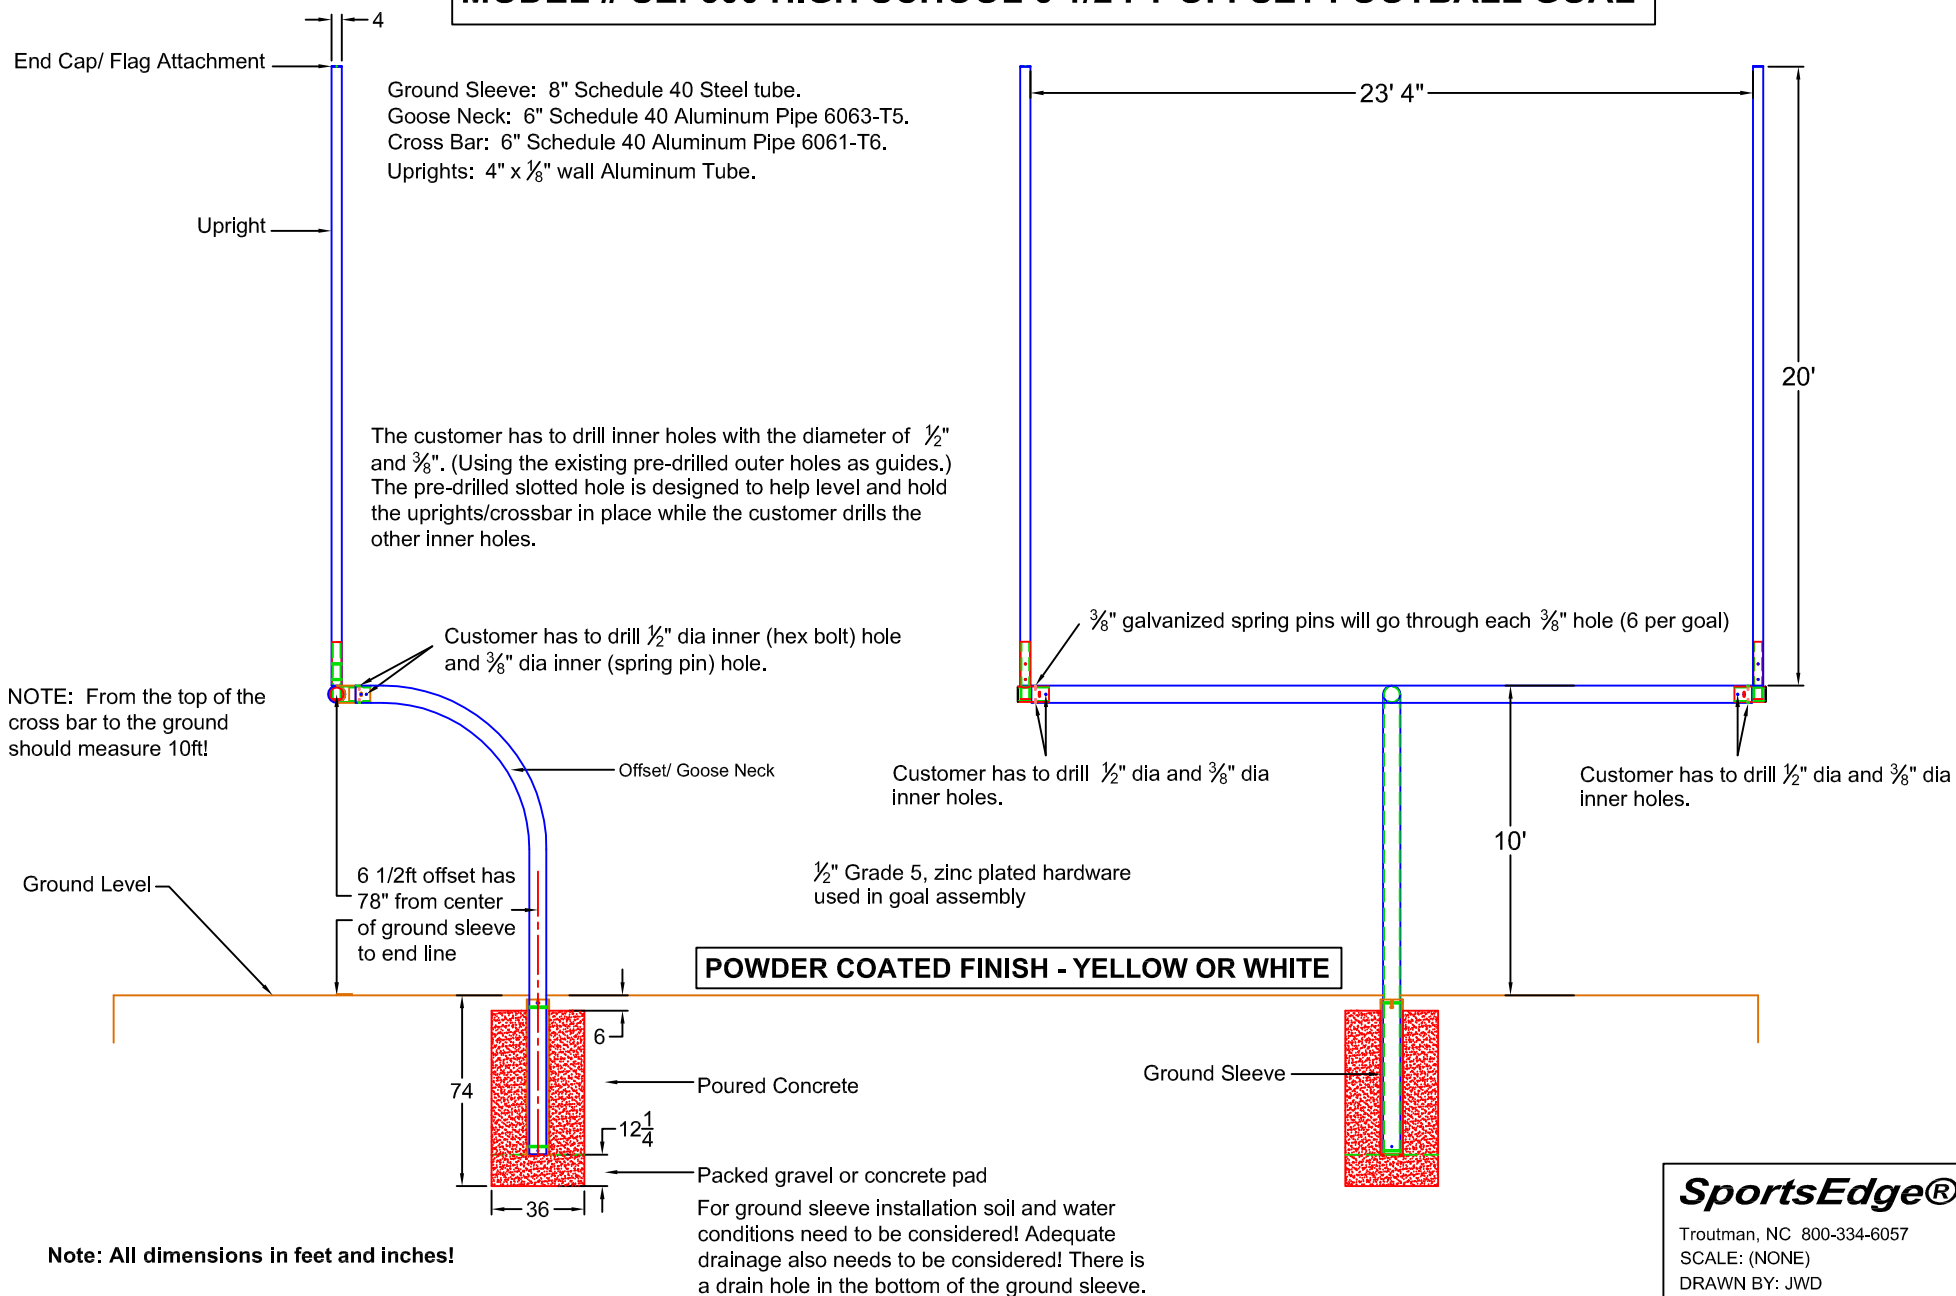 4
End Cap/ Flag Attachment
Ground Sleeve: 8" Schedule 40 Steel tube.
Goose Neck: 6" Schedule 40 Aluminum Pipe 6063-T5.
Cross Bar: 6" Schedule 40 Aluminum Pipe 6061-T6.
Uprights: 4" x 1/8" wall Aluminum Tube.
23' 4"
Upright
20'
The customer has to drill inner holes with the diameter of 1/2"
and 3/8". (Using the existing pre-drilled outer holes as guides.)
The pre-drilled slotted hole is designed to help level and hold
the uprights/crossbar in place while the customer drills the
other inner holes.
Customer has to drill 1/2" dia inner (hex bolt) hole
and 3/8" dia inner (spring pin) hole.
3/8" galvanized spring pins will go through each 3/8" hole (6 per goal)
NOTE: From the top of the
cross bar to the ground
should measure 10ft!
Offset/ Goose Neck
Customer has to drill 1/2" dia and 3/8" dia
inner holes.
Customer has to drill 1/2" dia and 3/8" dia
inner holes.
10'
Ground Level
6 1/2ft offset has
78" from center
of ground sleeve
to end line
1/2" Grade 5, zinc plated hardware
used in goal assembly
POWDER COATED FINISH - YELLOW OR WHITE
6
74
Poured Concrete
Ground Sleeve
12 1/4
Packed gravel or concrete pad
36
For ground sleeve installation soil and water
conditions need to be considered! Adequate
drainage also needs to be considered! There is
a drain hole in the bottom of the ground sleeve.
Note: All dimensions in feet and inches!
SportsEdge®
Troutman, NC 800-334-6057
SCALE: (NONE)
DRAWN BY: JWD